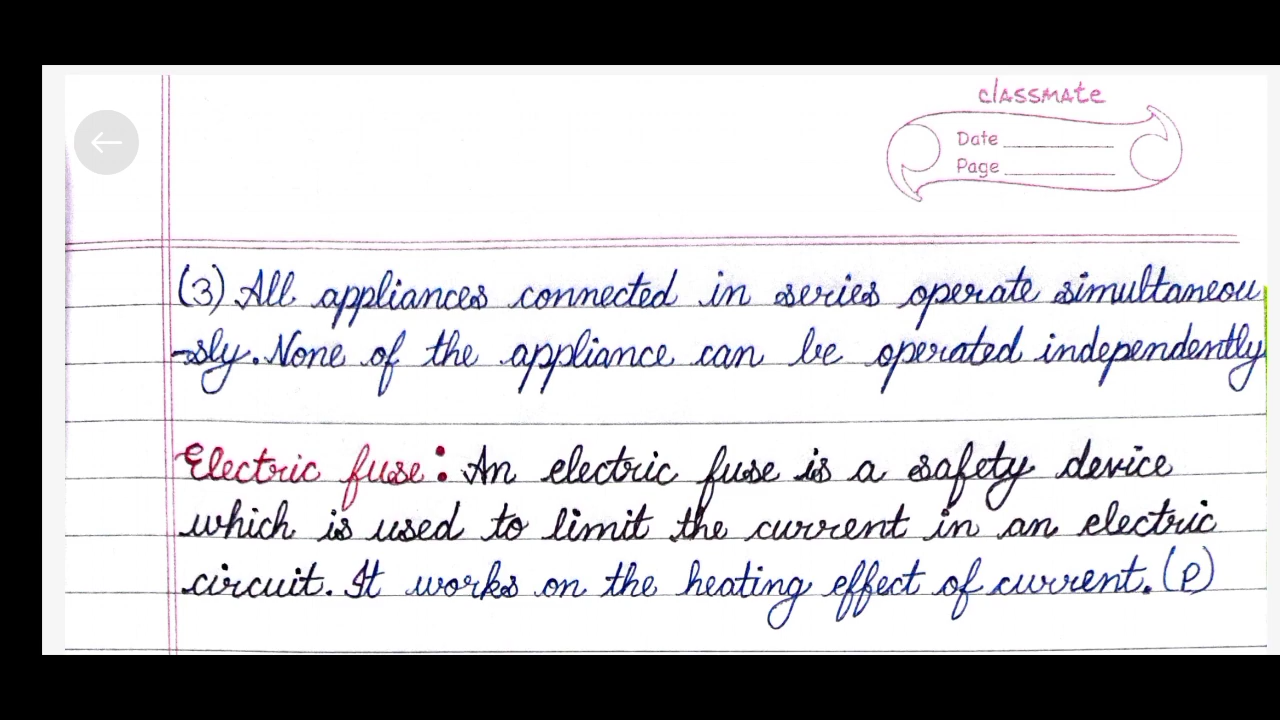 classmate
Date
Page
(3) All appliances connected in series operate simultaneou
-sly. None of the appliance can be operated independently
Electric fuse: An electric fuse is a safety device
which is used to limit the current in an electric
circuit. It works on the heating effect of current. (P)